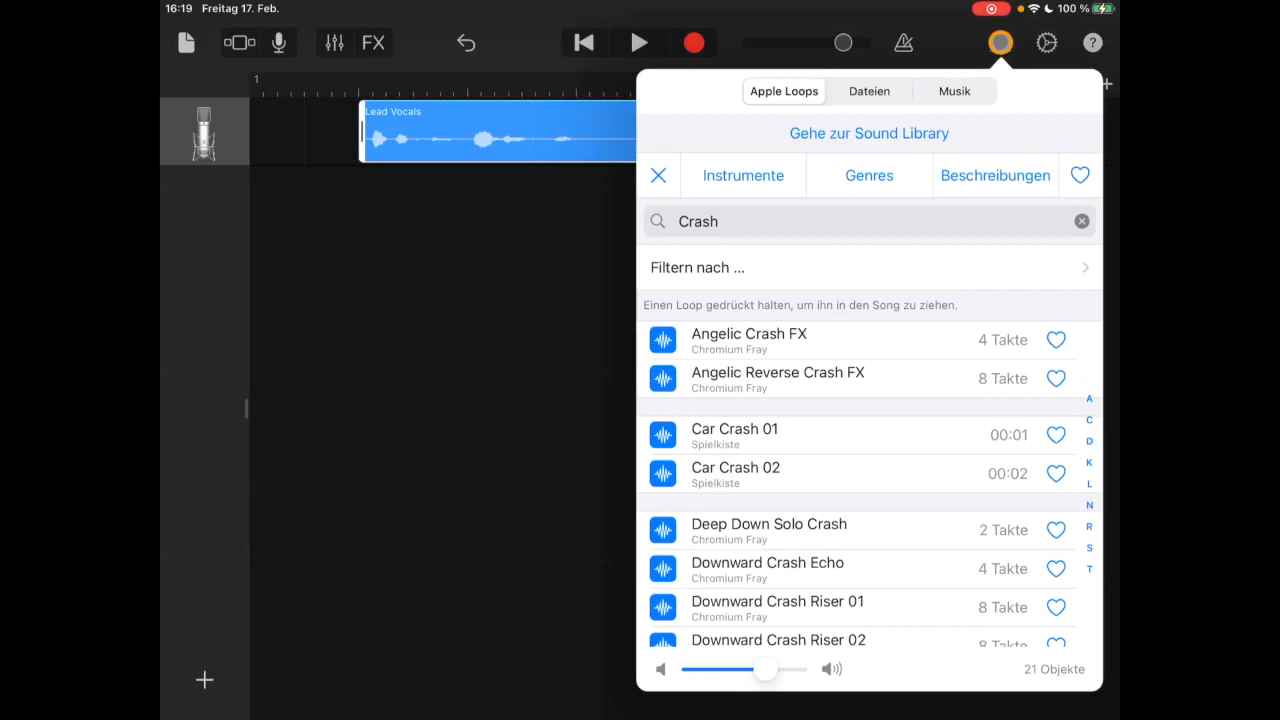 16:19 Freitag 17. Feb.
100 %
FX
?
1
Lead Vocals
Apple Loops Dateien Musik
Gehe zur Sound Library
Instrumente Genres Beschreibungen
Crash
Filtern nach ...
Einen Loop gedrückt halten, um ihn in den Song zu ziehen.
Angelic Crash FX 4 Takte
Chromium Fray
Angelic Reverse Crash FX 8 Takte
Chromium Fray
Car Crash 01 00:01
Spielkiste
Car Crash 02 00:02
Spielkiste
Deep Down Solo Crash 2 Takte
Chromium Fray
Downward Crash Echo 4 Takte
Chromium Fray
Downward Crash Riser 01 8 Takte
Chromium Fray
Downward Crash Riser 02 8 Takte
A
C
D
K
L
N
R
S
T
21 Objekte